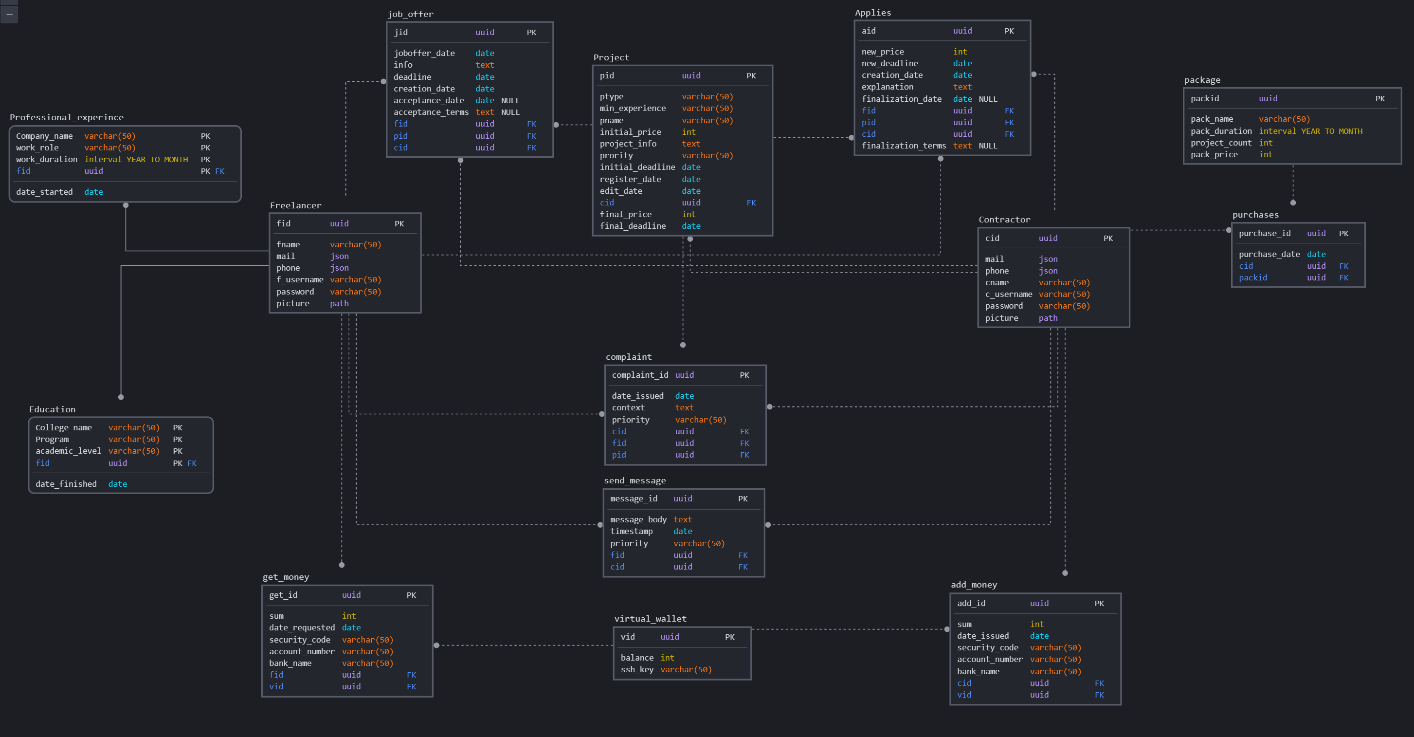 job_offer
jid uuid PK
joboffer_date date
info text
deadline date
creation_date date
acceptance_date date NULL
acceptance_terms text NULL
fid uuid FK
pid uuid FK
cid uuid FK
Applies
aid uuid PK
new_price int
new_deadline date
creation_date date
explanation text
finalization_date date NULL
fid uuid FK
pid uuid FK
cid uuid FK
finalization_terms text NULL
Project
pid uuid PK
ptype varchar(50)
min_experience varchar(50)
pname varchar(50)
initial_price int
project_info text
prority varchar(50)
initial_deadline date
register_date date
edit_date date
cid uuid FK
final_price int
final_deadline date
package
packid uuid PK
pack_name varchar(50)
pack_duration interval YEAR TO MONTH
project_count int
pack_price int
Professional_experince
Company_name varchar(50) PK
work_role varchar(50) PK
work_duration interval YEAR TO MONTH PK
fid uuid PK FK
date_started date
Freelancer
fid uuid PK
fname varchar(50)
mail json
phone json
f_username varchar(50)
password varchar(50)
picture path
Contractor
cid uuid PK
mail json
phone json
cname varchar(50)
c_username varchar(50)
password varchar(50)
picture path
purchases
purchase_id uuid PK
purchase_date date
cid uuid FK
packid uuid FK
complaint
complaint_id uuid PK
date_issued date
context text
priority varchar(50)
cid uuid FK
fid uuid FK
pid uuid FK
Education
College_name varchar(50) PK
Program varchar(50) PK
academic_level varchar(50) PK
fid uuid PK FK
date_finished date
send_message
message_id uuid PK
message_body text
timestamp date
priority varchar(50)
fid uuid FK
cid uuid FK
get_money
get_id uuid PK
sum int
date_requested date
security_code varchar(50)
account_number varchar(50)
bank_name varchar(50)
fid uuid FK
vid uuid FK
virtual_wallet
vid uuid PK
balance int
ssh_key varchar(50)
add_money
add_id uuid PK
sum int
date_issued date
security_code varchar(50)
account_number varchar(50)
bank_name varchar(50)
cid uuid FK
vid uuid FK